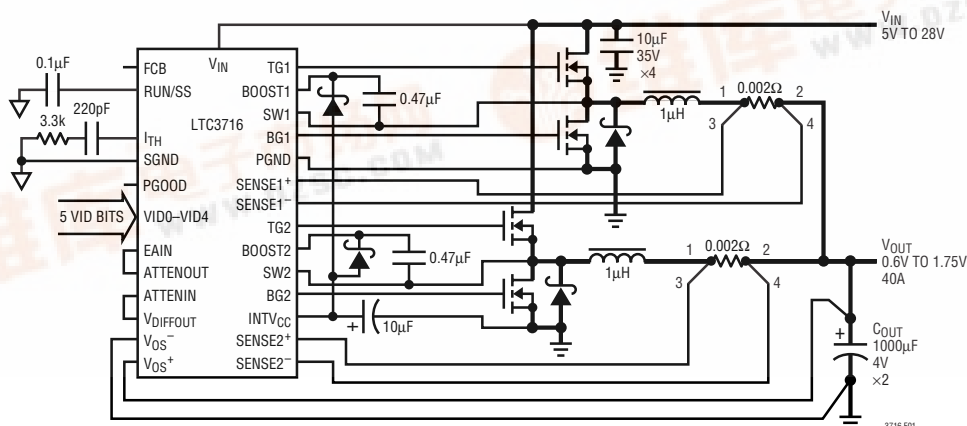 V_IN
5V TO 28V
10µF
35V
×4
0.1µF
220pF
3.3k
FCB
RUN/SS
I_TH
SGND
PGOOD
5 VID BITS
VID0–VID4
EAIN
ATTENOUT
ATTENIN
V_DIFFOUT
V_OS⁻
V_OS⁺
V_IN
LTC3716
TG1
BOOST1
SW1
BG1
PGND
SENSE1⁺
SENSE1⁻
TG2
BOOST2
SW2
BG2
INTV_CC
SENSE2⁺
SENSE2⁻
0.47µF
0.47µF
+
10µF
1µH
1
0.002Ω
2
3
4
1µH
1
0.002Ω
2
3
4
V_OUT
0.6V TO 1.75V
40A
+
C_OUT
1000µF
4V
×2
3716 F01